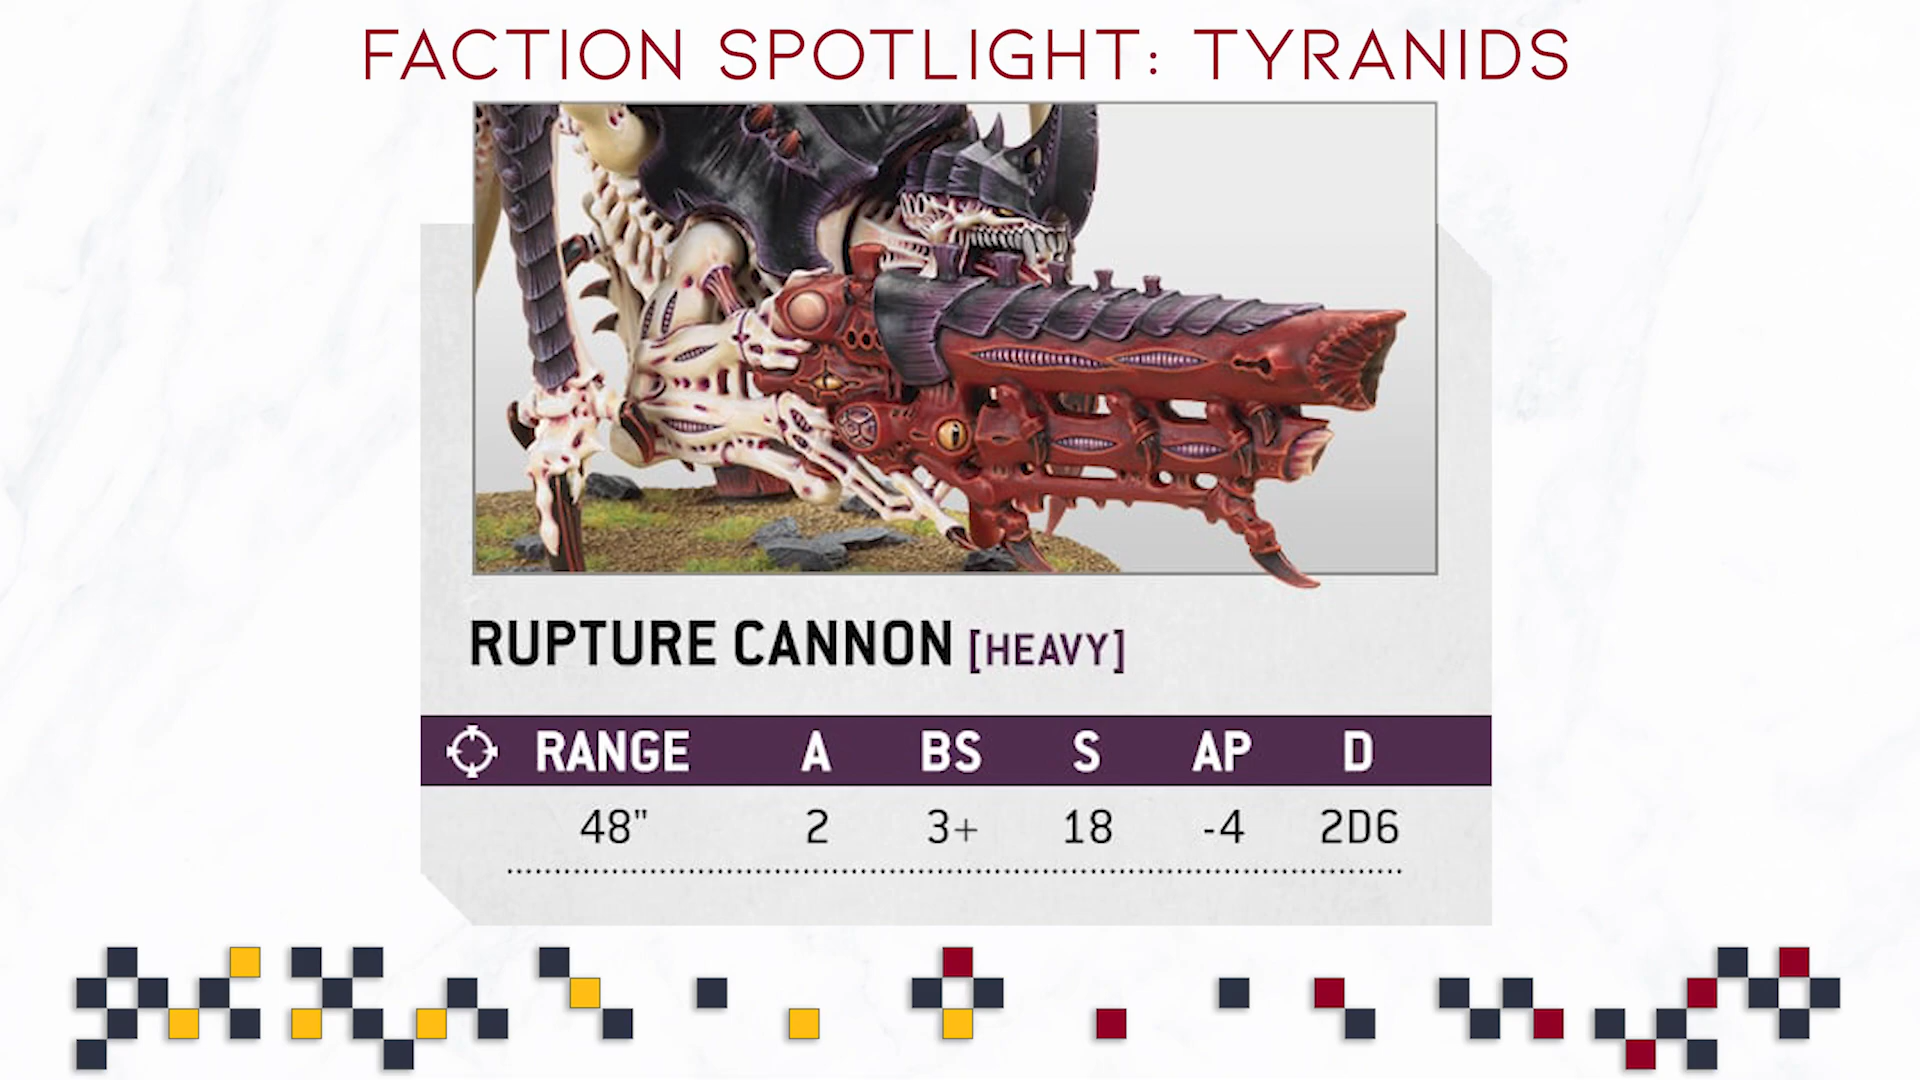 FACTION SPOTLIGHT: TYRANIDS
RUPTURE CANNON [HEAVY]
RANGE A BS S AP D
48" 2 3+ 18 -4 2D6